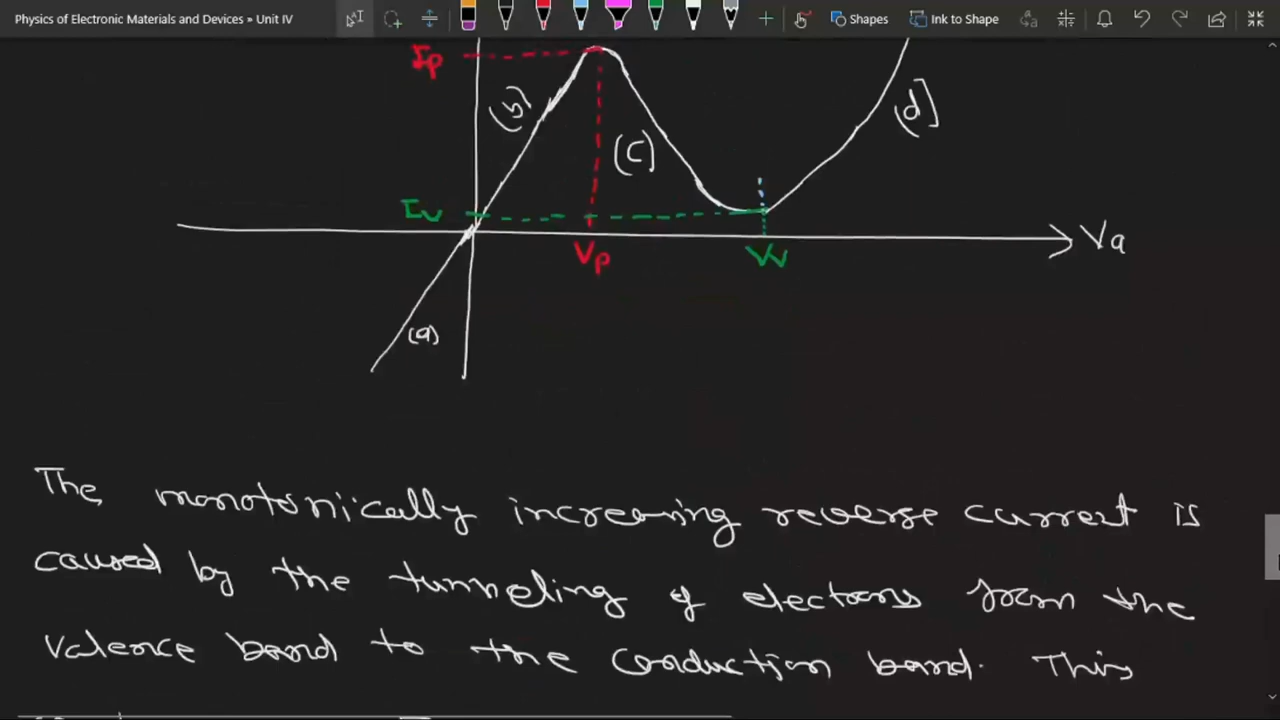 Physics of Electronic Materials and Devices » Unit IV
Shapes
Ink to Shape
Ip
(b)
(c)
(d]
Iv
Vp
Vv
Va
(a)
The monotonically increasing reverse current is
caused by the tunneling of electrons from the
valence band to the conduction band. This